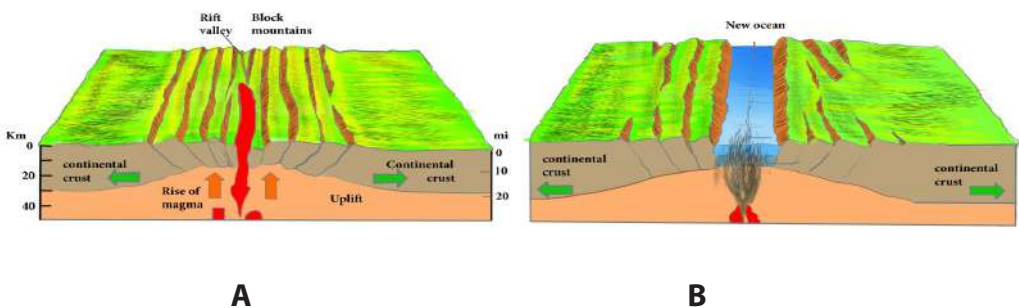 Rift
valley
Block
mountains
New ocean
Km
0
20
40
mi
0
10
20
continental
crust
Continental
crust
Rise of
magma
Uplift
continental
crust
continental
crust
A
B